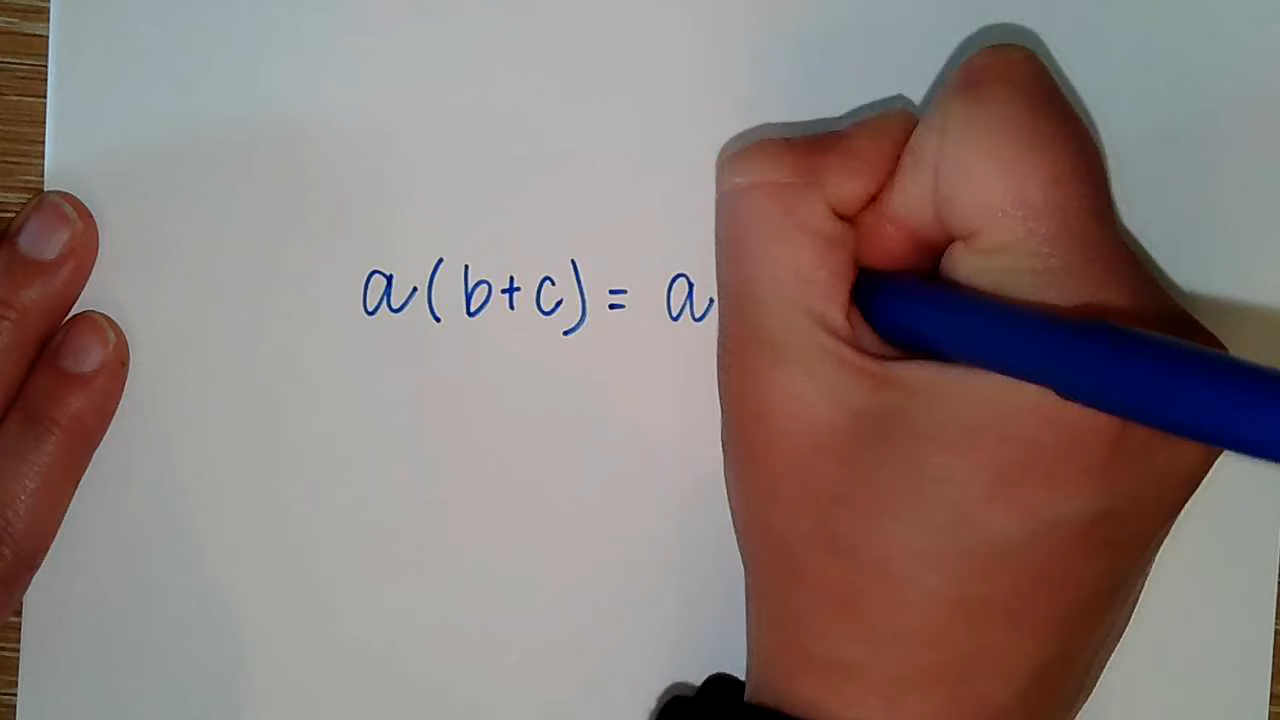 a(b+c) = a